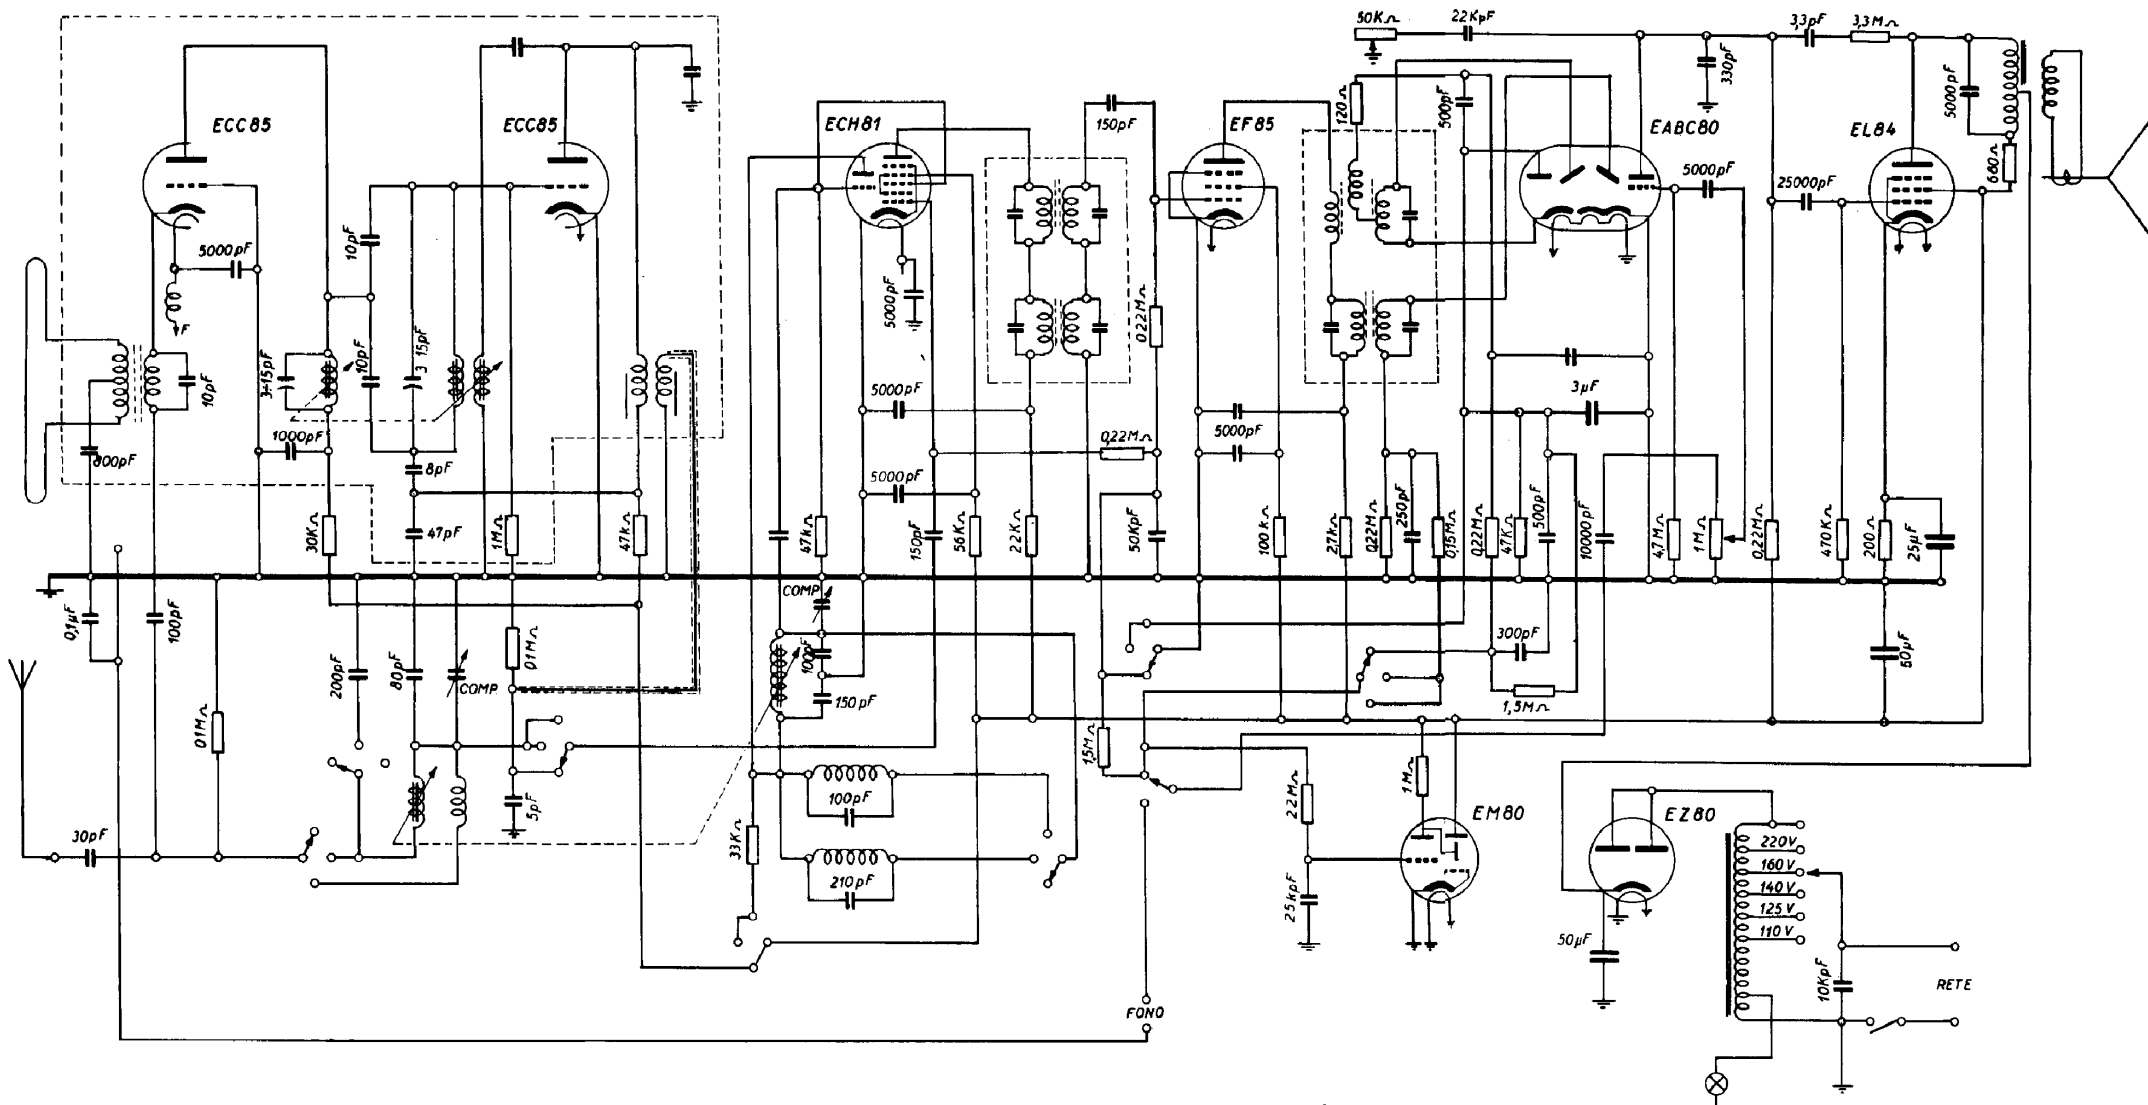 50KΩ
22KpF
3,3pF
3,3MΩ
ECC85
ECC85
ECH81
150pF
EF85
120Ω
500pF
EABC80
330pF
EL84
5000pF
680Ω
5000pF
25000pF
5000pF
10pF
5000pF
F
0,22MΩ
10pF
3÷15pF
10pF
3 15pF
300pF
1000pF
8pF
5000pF
5000pF
0,22MΩ
5000pF
3µF
30KΩ
47pF
1MΩ
47KΩ
47KΩ
150pF
56KΩ
22KΩ
50KpF
100KΩ
2,7KΩ
0,22MΩ
250pF
0,15MΩ
0,22MΩ
47KΩ
500pF
10000pF
4,7MΩ
1MΩ
0,22MΩ
470KΩ
200Ω
25µF
COMP.
0,1µF
100pF
200pF
80pF
COMP.
0,1MΩ
100pF
150pF
300pF
1,5MΩ
50µF
0,1MΩ
1,5MΩ
30pF
5pF
33KΩ
100pF
210pF
2,2MΩ
1MΩ
EM80
25KpF
EZ80
50µF
220V
160V
140V
125V
110V
10KpF
RETE
FONO